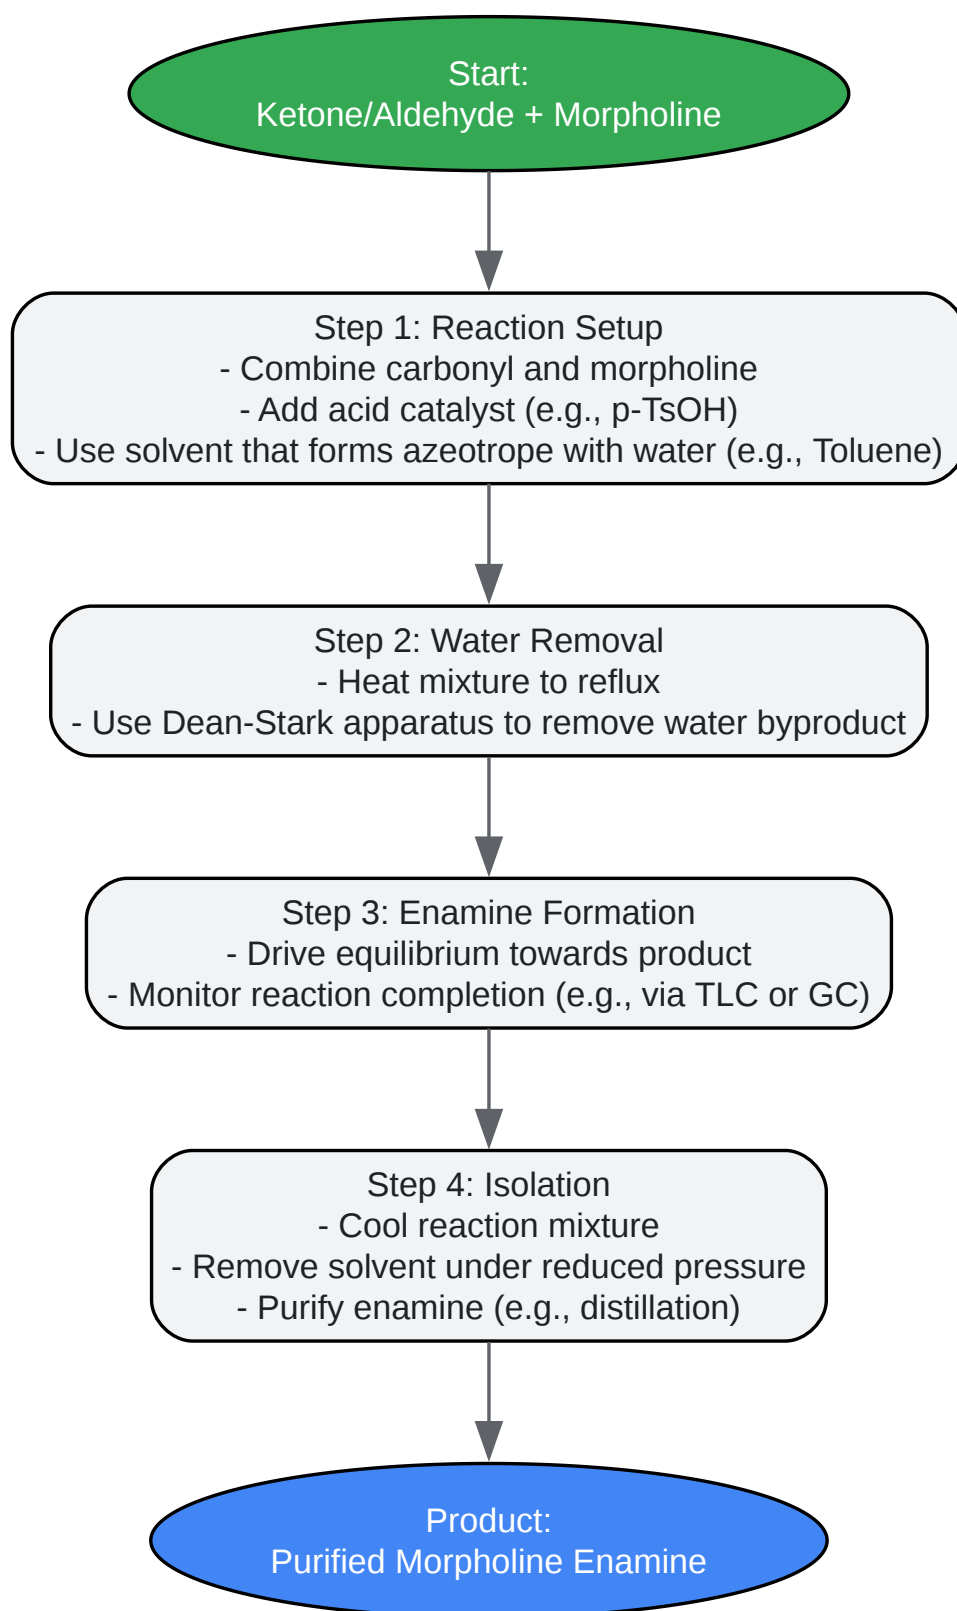 Start:
Ketone/Aldehyde + Morpholine
Step 1: Reaction Setup
- Combine carbonyl and morpholine
- Add acid catalyst (e.g., p-TsOH)
- Use solvent that forms azeotrope with water (e.g., Toluene)
Step 2: Water Removal
- Heat mixture to reflux
- Use Dean-Stark apparatus to remove water byproduct
Step 3: Enamine Formation
- Drive equilibrium towards product
- Monitor reaction completion (e.g., via TLC or GC)
Step 4: Isolation
- Cool reaction mixture
- Remove solvent under reduced pressure
- Purify enamine (e.g., distillation)
Product:
Purified Morpholine Enamine